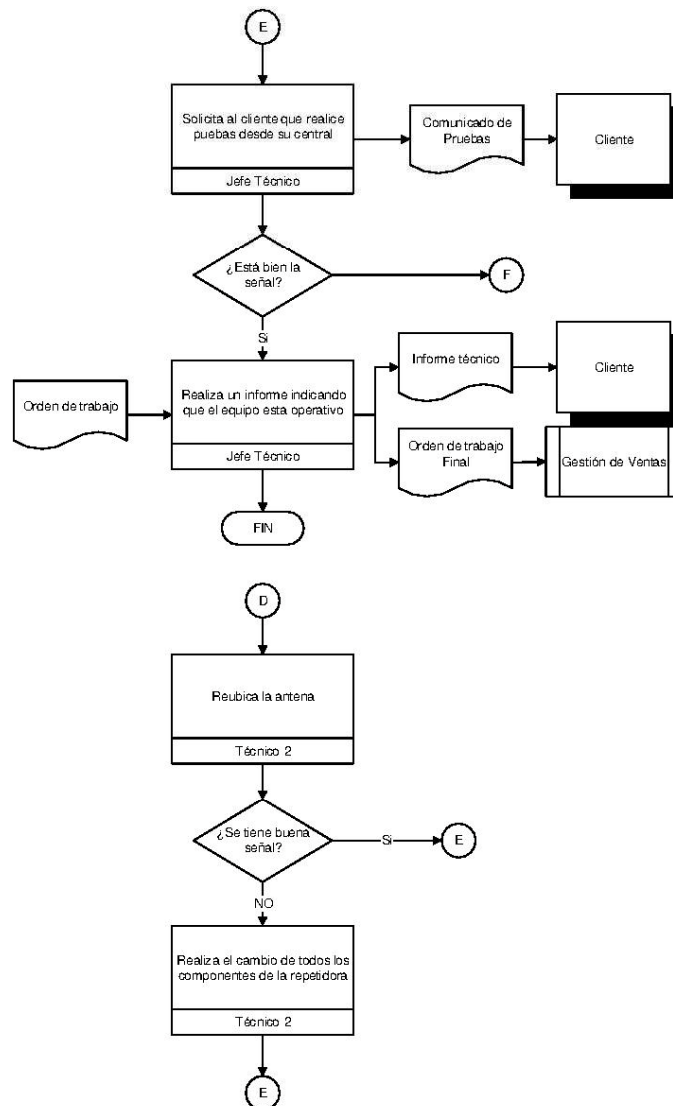 E
Solicita al cliente que realice
puebas desde su central
Jefe Técnico
Comunicado de
Pruebas
Cliente
¿Está bien la
señal?
F
Si
Orden de trabajo
Realiza un informe indicando
que el equipo esta operativo
Jefe Técnico
Informe técnico
Cliente
Orden de trabajo
Final
Gestión de Ventas
FIN
D
Reubica la antena
Técnico 2
¿Se tiene buena
señal?
Si
E
NO
Realiza el cambio de todos los
componentes de la repetidora
Técnico 2
E